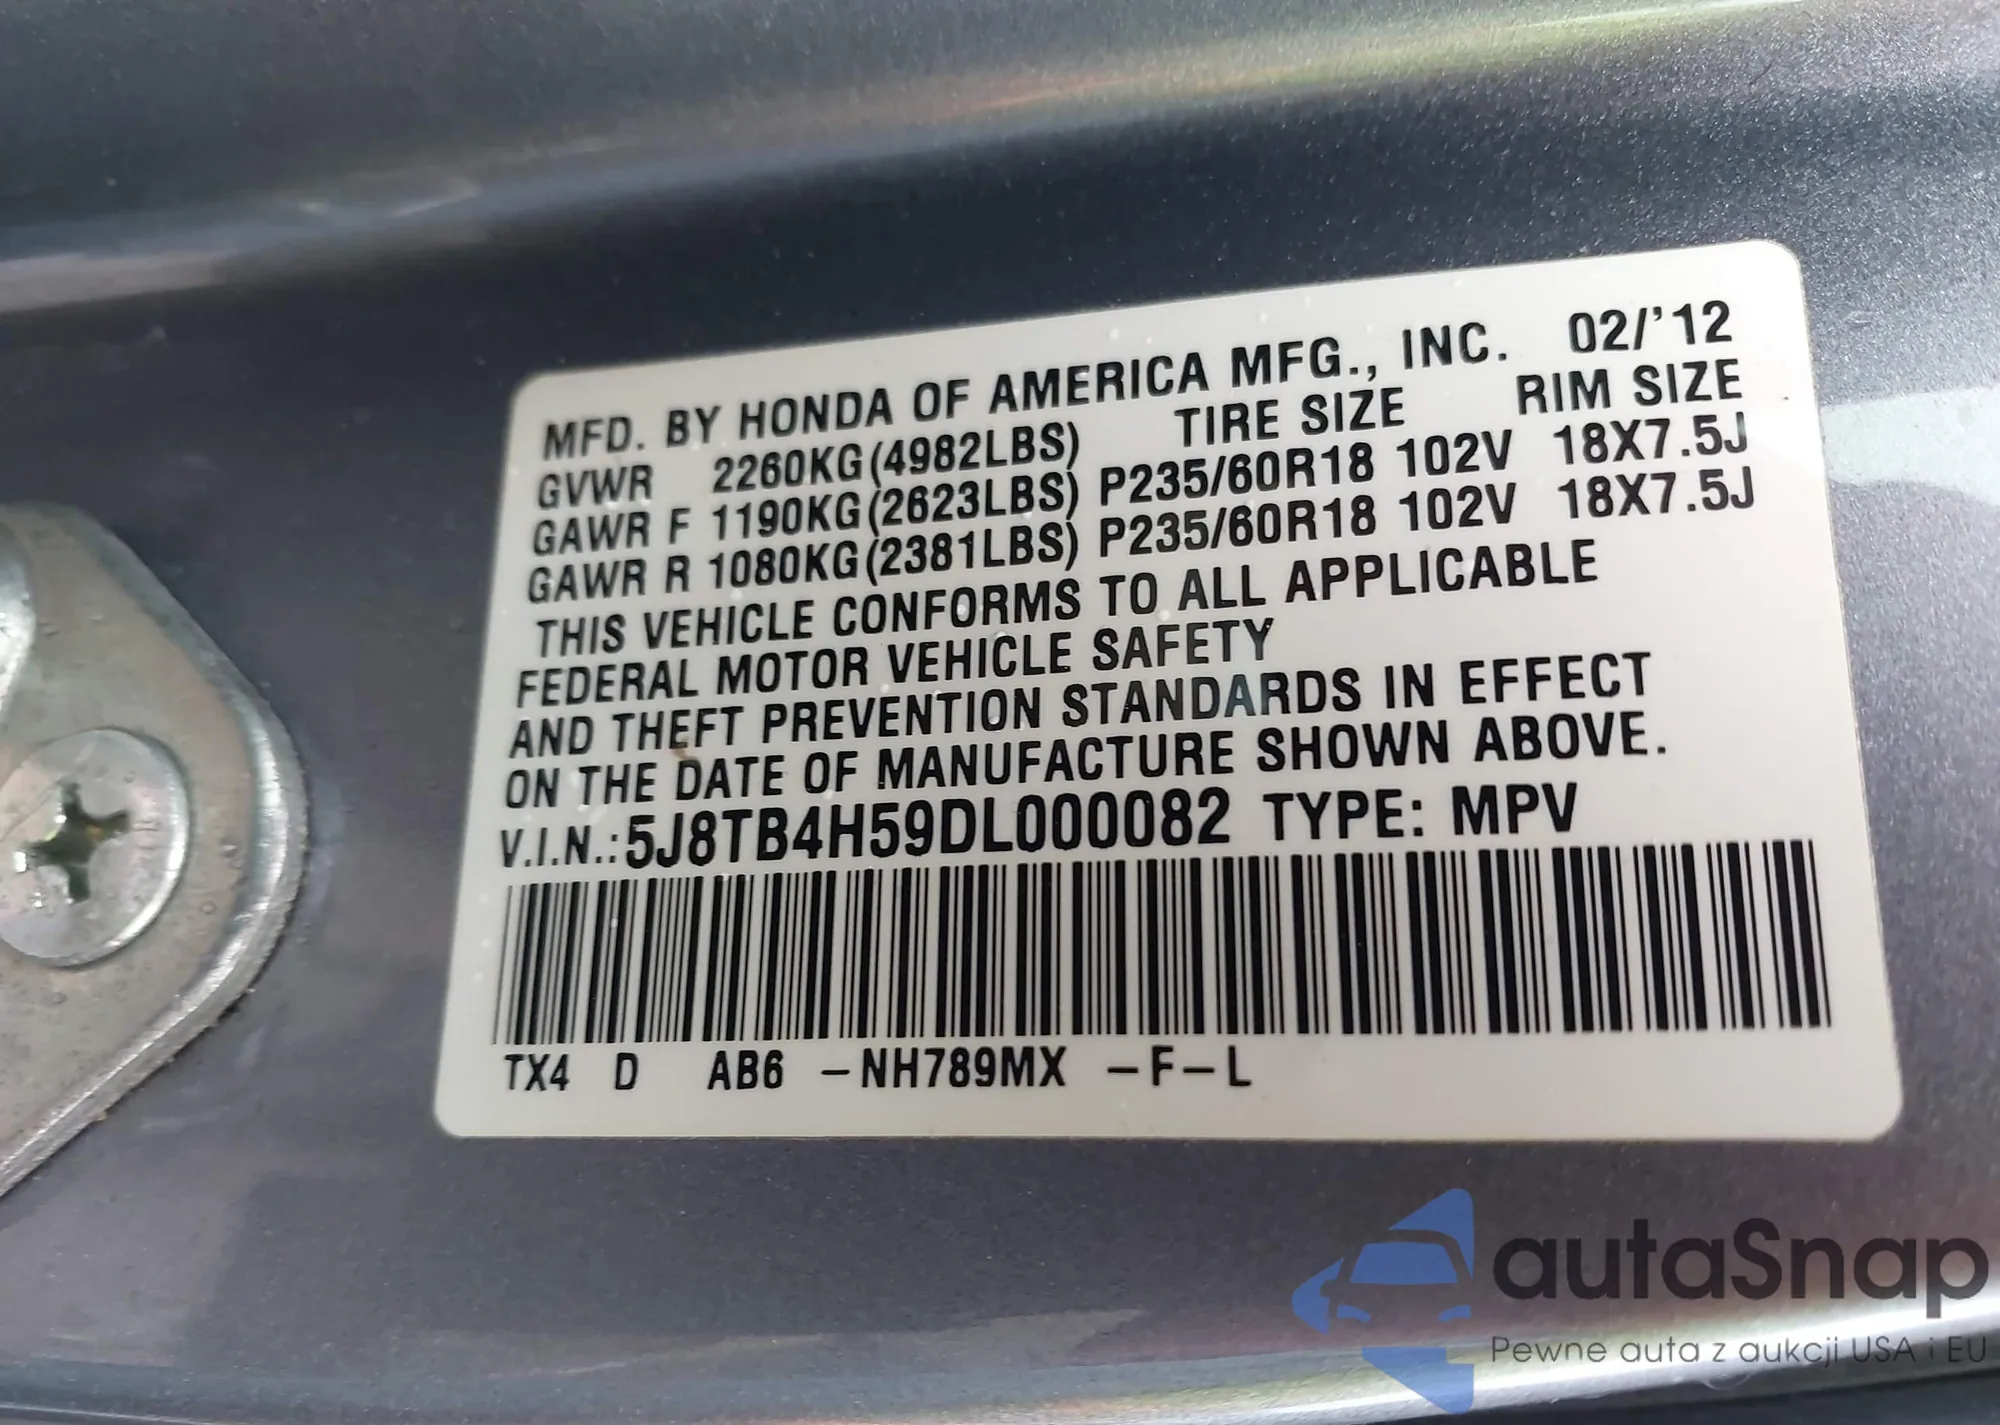 MFD. BY HONDA OF AMERICA MFG., INC. 02/'12
TIRE SIZE RIM SIZE
GVWR 2260KG(4982LBS)
GAWR F 1190KG(2623LBS) P235/60R18 102V 18X7.5J
GAWR R 1080KG(2381LBS) P235/60R18 102V 18X7.5J
THIS VEHICLE CONFORMS TO ALL APPLICABLE
FEDERAL MOTOR VEHICLE SAFETY
AND THEFT PREVENTION STANDARDS IN EFFECT
ON THE DATE OF MANUFACTURE SHOWN ABOVE.
V.I.N.:5J8TB4H59DL000082 TYPE: MPV
TX4 D AB6 -NH789MX -F-L
autaSnap
Pewne auta z aukcji USA i EU